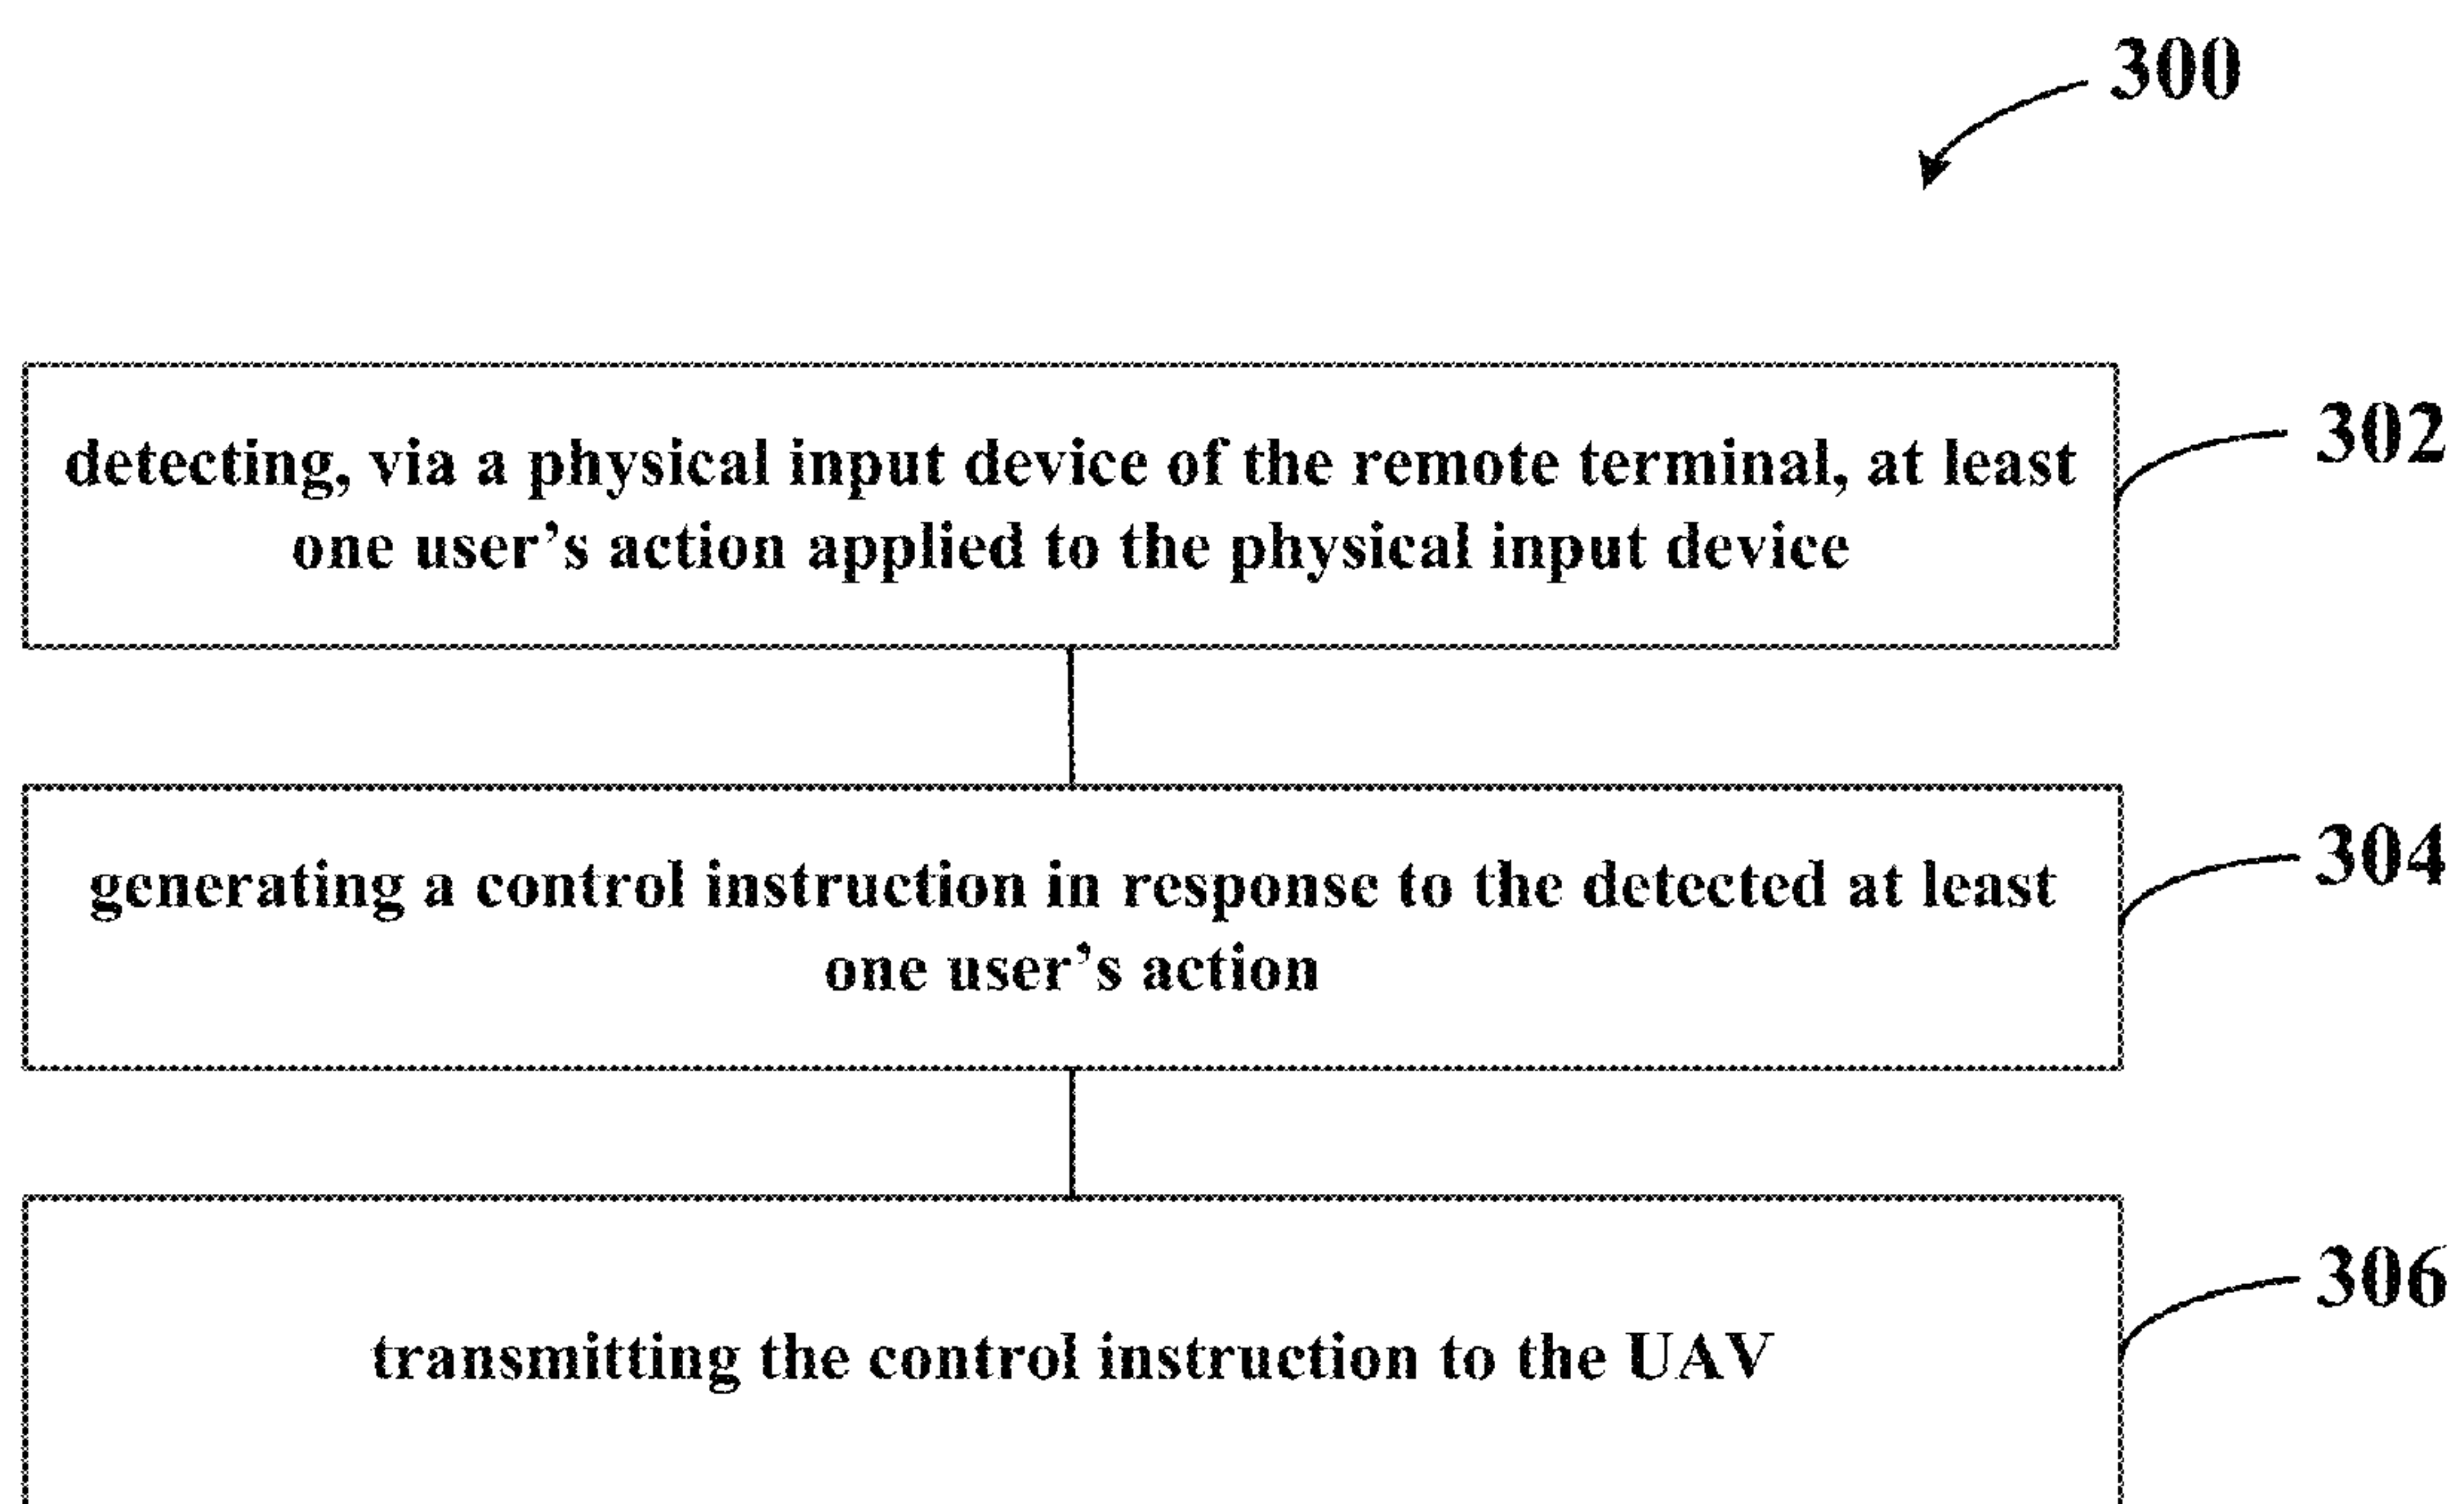 300
detecting, via a physical input device of the remote terminal, at least
one user’s action applied to the physical input device
302
generating a control instruction in response to the detected at least
one user’s action
304
transmitting the control instruction to the UAV
306